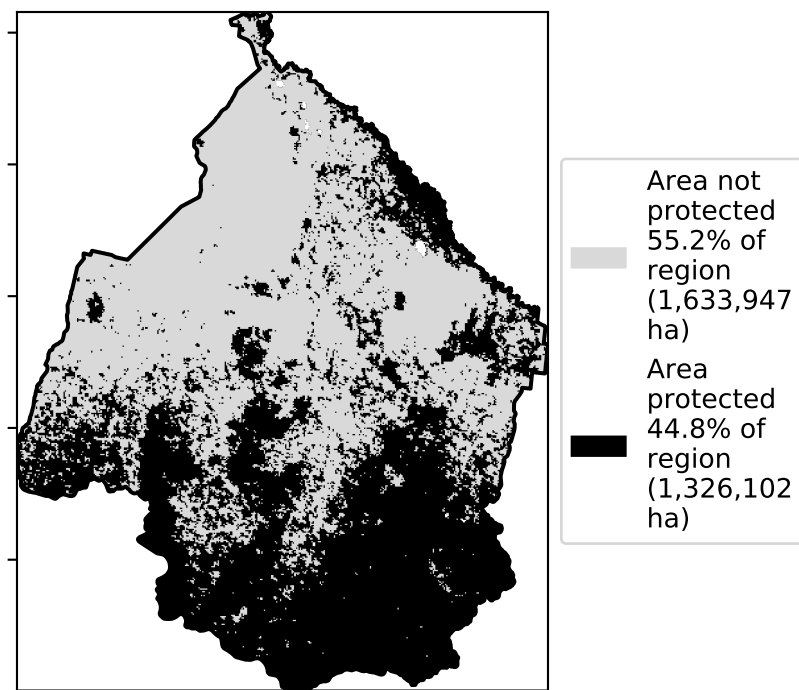 Area not
protected
55.2% of
region
(1,633,947
ha)
Area
protected
44.8% of
region
(1,326,102
ha)